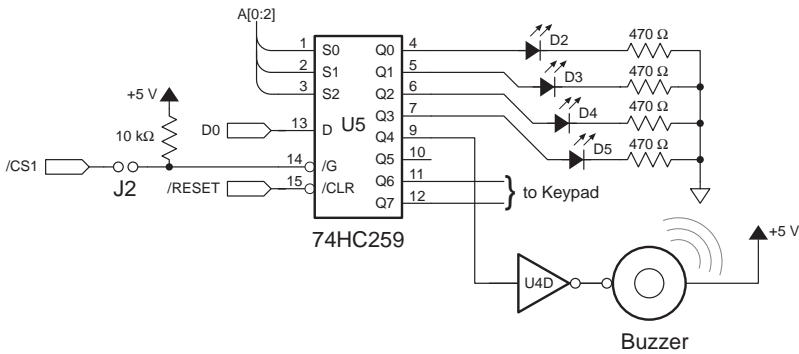 A[0:2]
1 S0 Q0 4 D2 470 Ω
2 S1 Q1 5 D3 470 Ω
3 S2 Q2 6 D4 470 Ω
+5 V
10 kΩ
D0 13 D U5 Q3 7 D5 470 Ω
Q4 9
/CS1 J2 14 /G Q5 10
/RESET 15 /CLR Q6 11
Q7 12
to Keypad
74HC259
U4D
+5 V
Buzzer